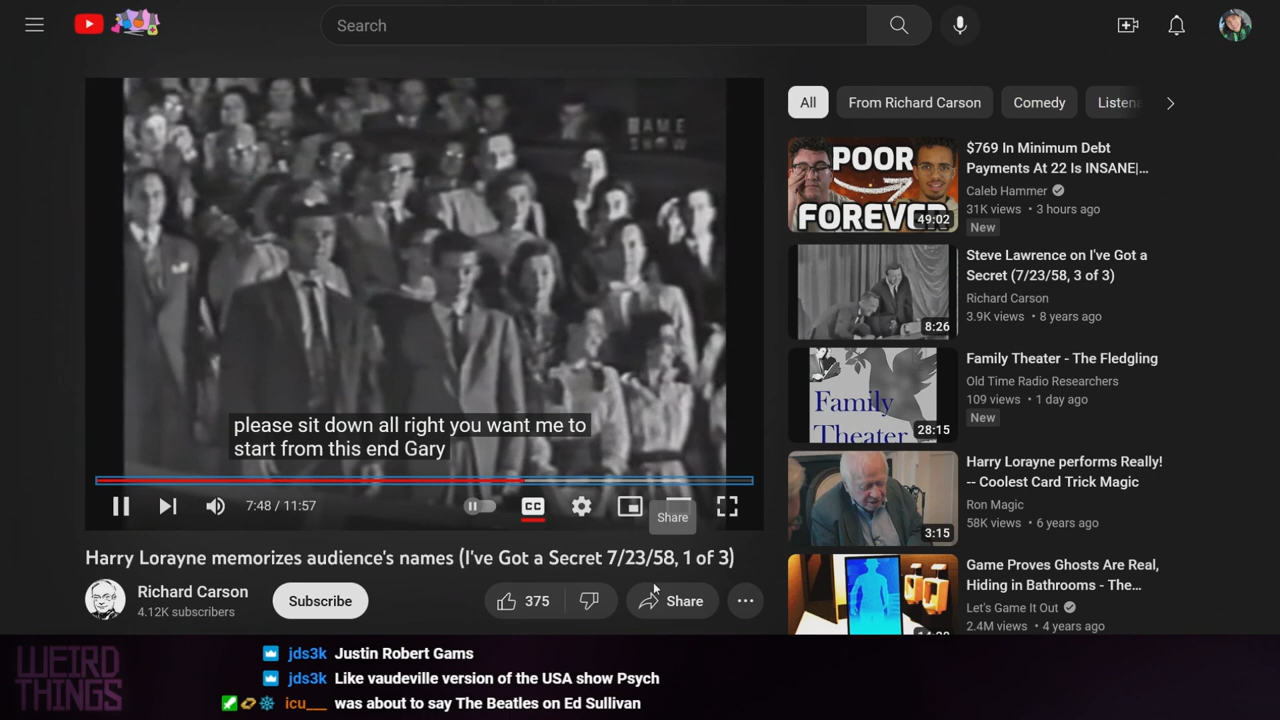 Search
All
From Richard Carson
Comedy
Listen
GAME
SHOW
please sit down all right you want me to
start from this end Gary
7:48 / 11:57
CC
Share
Harry Lorayne memorizes audience's names (I've Got a Secret 7/23/58, 1 of 3)
Richard Carson
4.12K subscribers
Subscribe
375
Share
POOR
FOREVER
49:02
$769 In Minimum Debt
Payments At 22 Is INSANE|...
Caleb Hammer
31K views • 3 hours ago
New
8:26
Steve Lawrence on I've Got a
Secret (7/23/58, 3 of 3)
Richard Carson
3.9K views • 8 years ago
Family
Theater
28:15
Family Theater - The Fledgling
Old Time Radio Researchers
109 views • 1 day ago
New
3:15
Harry Lorayne performs Really!
-- Coolest Card Trick Magic
Ron Magic
58K views • 6 years ago
Game Proves Ghosts Are Real,
Hiding in Bathrooms - The...
Let's Game It Out
2.4M views • 4 years ago
WEIRD
THINGS
jds3k Justin Robert Gams
jds3k Like vaudeville version of the USA show Psych
icu___ was about to say The Beatles on Ed Sullivan